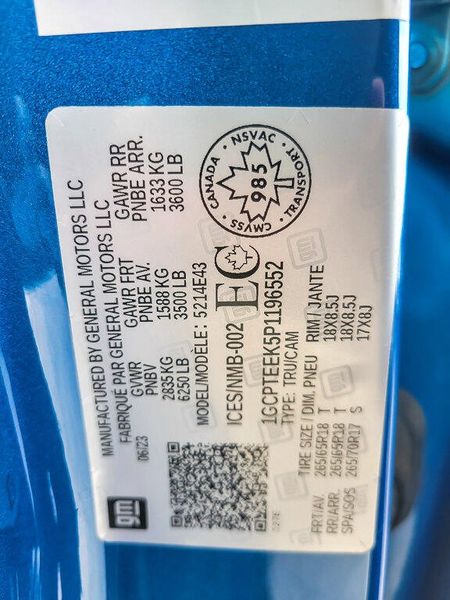 MANUFACTURED BY GENERAL MOTORS LLC
FABRIQUÉ PAR GENERAL MOTORS LLC
06/23
GVWR GAWR FRT GAWR RR
PNBV PNBE AV. PNBE ARR.
2835 KG 1588 KG 1633 KG
6250 LB 3500 LB 3600 LB
MODEL/MODÈLE: 5214E43
ICES/NMB-002 EC
1GCPTEEK5P1196552
TYPE: TRU/CAM
TIRE SIZE / DIM. PNEU RIM / JANTE
FRT/AV. 265/65R18 T 18X8.5J
RR/ARR. 265/65R18 T 18X8.5J
SPA/SOS 265/70R17 S 17X8J
gm
CANADA · NSVAC · TRANSPORT · CMVSS ·
985